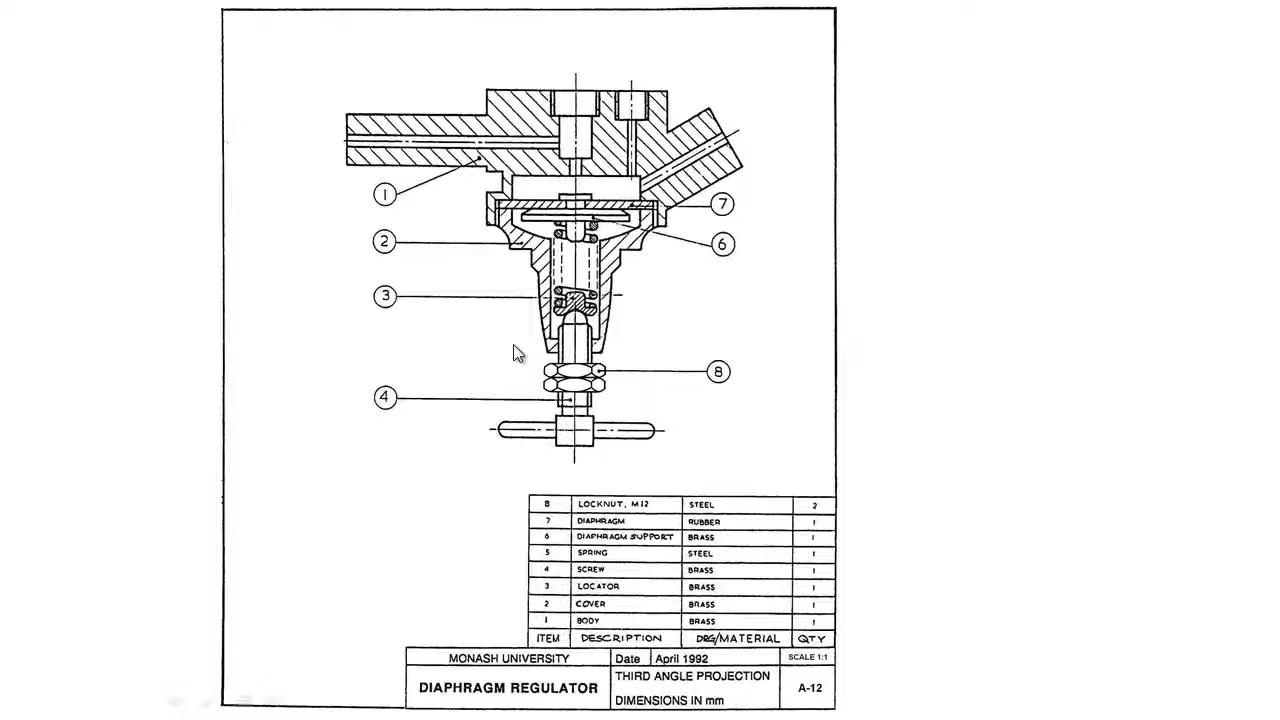 1
7
2
6
3
8
4
8 LOCKNUT, M12 STEEL 2
7 DIAPHRAGM RUBBER 1
6 DIAPHRAGM SUPPORT BRASS 1
5 SPRING STEEL 1
4 SCREW BRASS 1
3 LOCATOR BRASS 1
2 COVER BRASS 1
1 BODY BRASS 1
ITEM DESCRIPTION DRG/MATERIAL QTY
MONASH UNIVERSITY Date April 1992 SCALE 1:1
DIAPHRAGM REGULATOR THIRD ANGLE PROJECTION A-12
DIMENSIONS IN mm